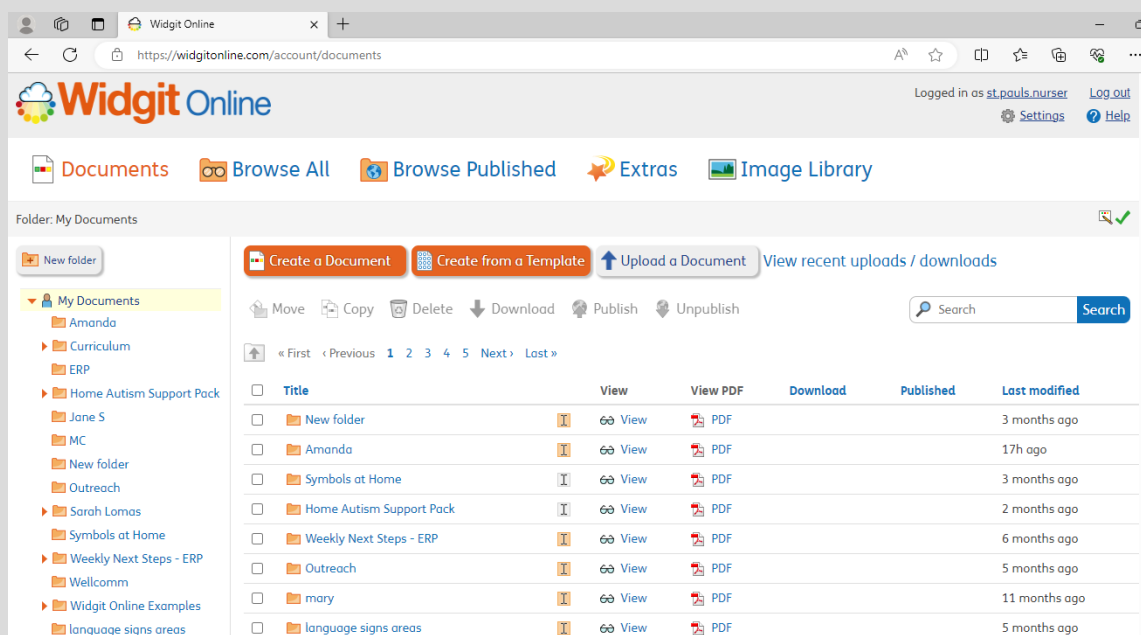 Widgit Online
https://widgitonline.com/account/documents
Widgit Online
Logged in as st.pauls.nurser Log out
Settings Help
Documents Browse All Browse Published Extras Image Library
Folder: My Documents
New folder
My Documents
Amanda
Curriculum
ERP
Home Autism Support Pack
Jane S
MC
New folder
Outreach
Sarah Lomas
Symbols at Home
Weekly Next Steps - ERP
Wellcomm
Widgit Online Examples
language signs areas
Create a Document Create from a Template Upload a Document View recent uploads / downloads
Move Copy Delete Download Publish Unpublish
Search Search
« First ‹ Previous 1 2 3 4 5 Next › Last »
Title View View PDF Download Published Last modified
New folder View PDF 3 months ago
Amanda View PDF 17h ago
Symbols at Home View PDF 3 months ago
Home Autism Support Pack View PDF 2 months ago
Weekly Next Steps - ERP View PDF 6 months ago
Outreach View PDF 5 months ago
mary View PDF 11 months ago
language signs areas View PDF 5 months ago